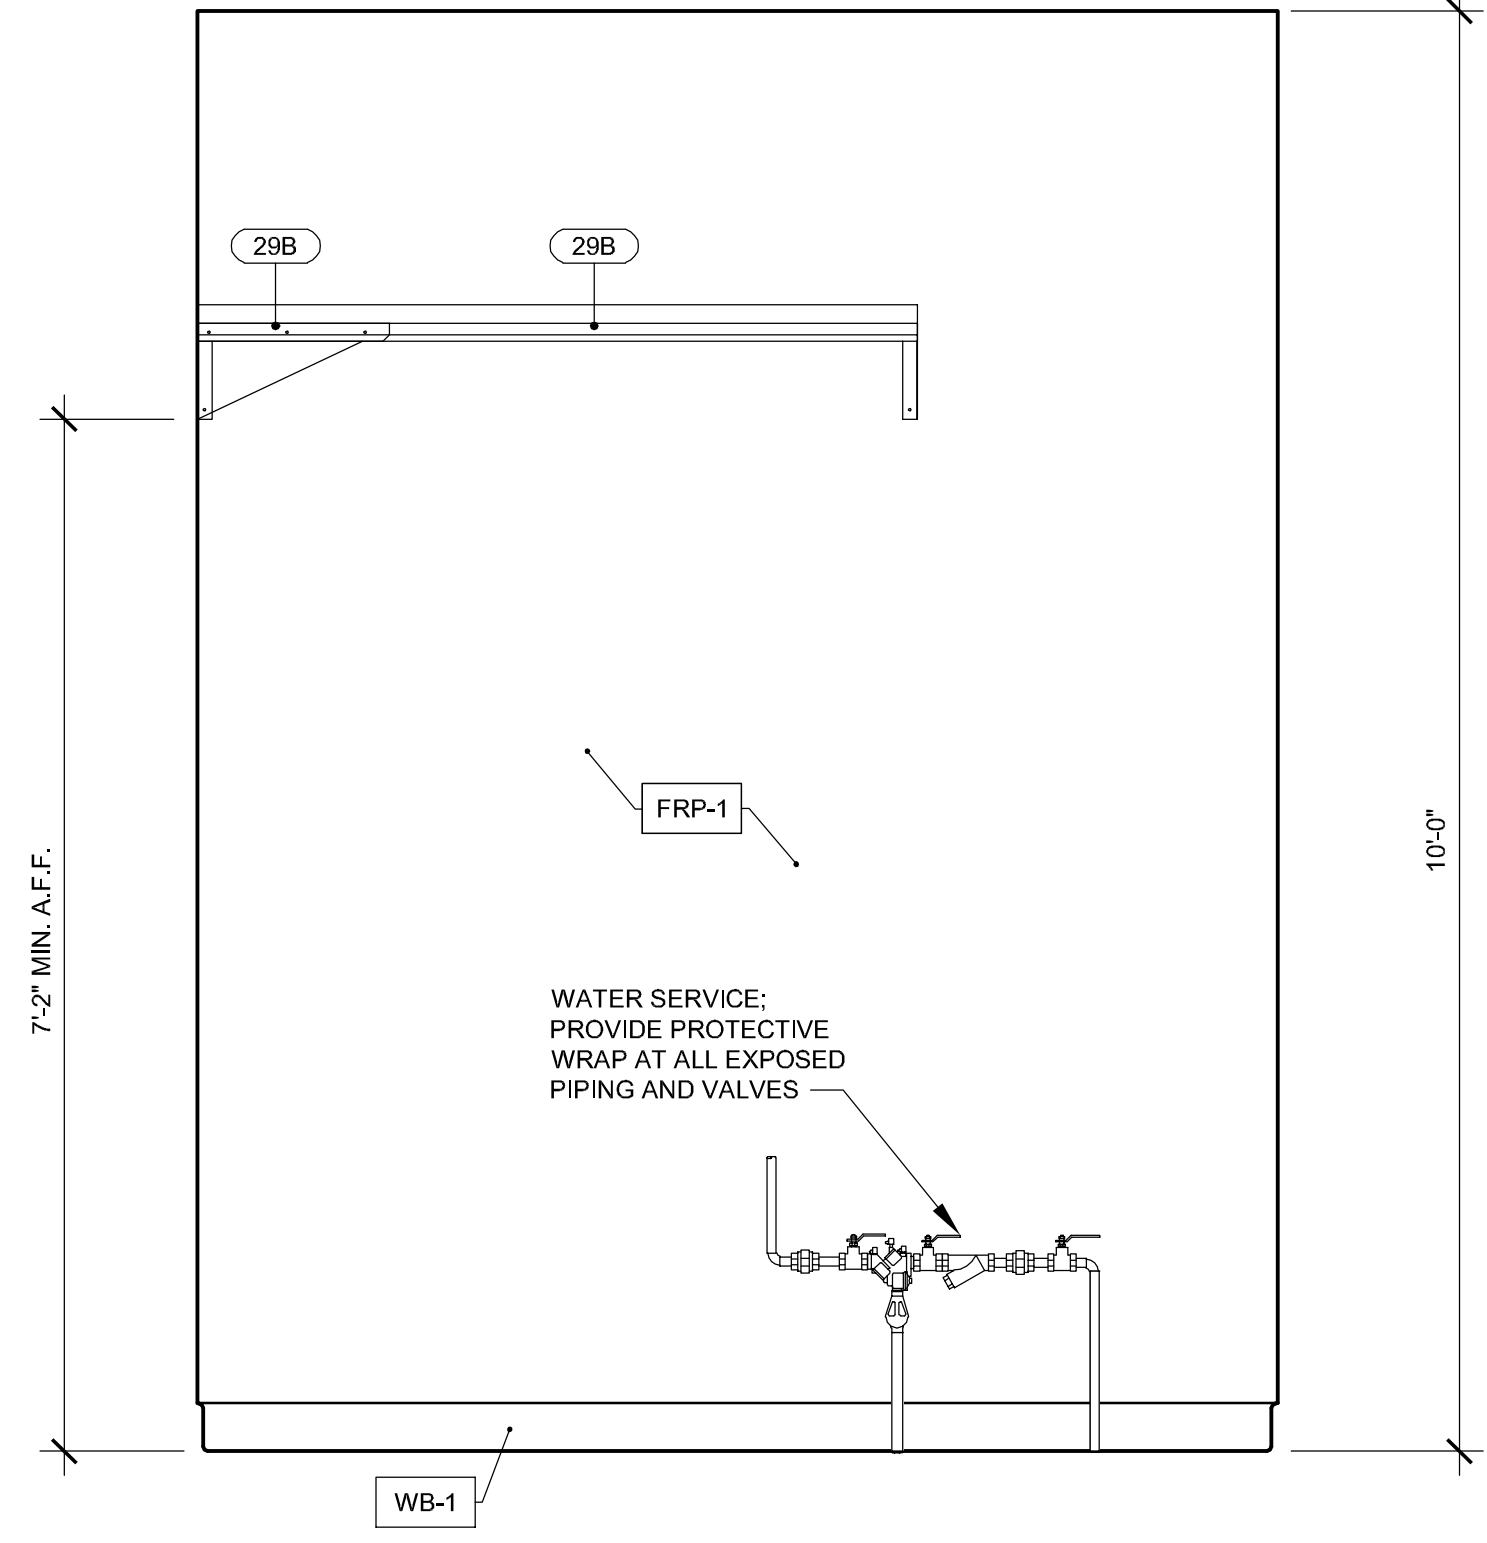 29B
29B
FRP-1
10'-0"
7'-2" MIN. A.F.F.
WATER SERVICE;
PROVIDE PROTECTIVE
WRAP AT ALL EXPOSED
PIPING AND VALVES
WB-1